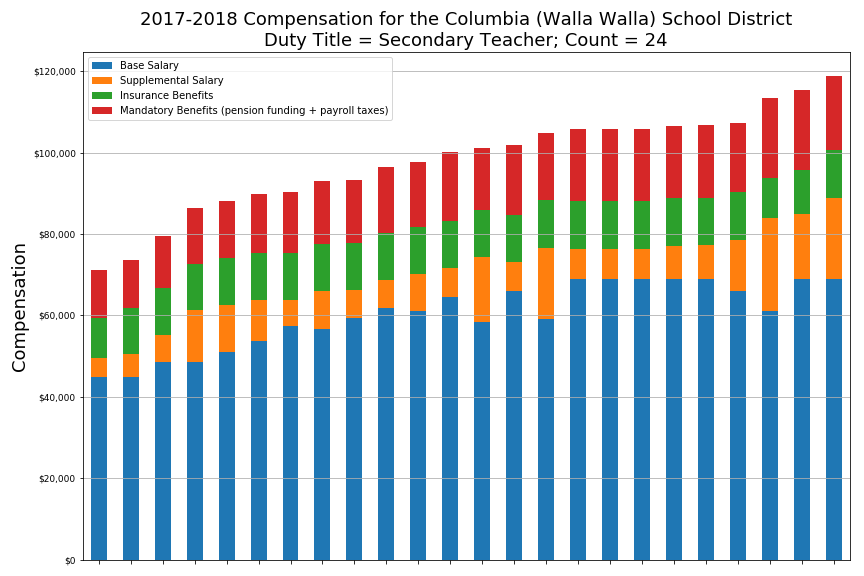 2017-2018 Compensation for the Columbia (Walla Walla) School District
Duty Title = Secondary Teacher; Count = 24
Base Salary
Supplemental Salary
Insurance Benefits
Mandatory Benefits (pension funding + payroll taxes)
Compensation
$120,000
$100,000
$80,000
$60,000
$40,000
$20,000
$0